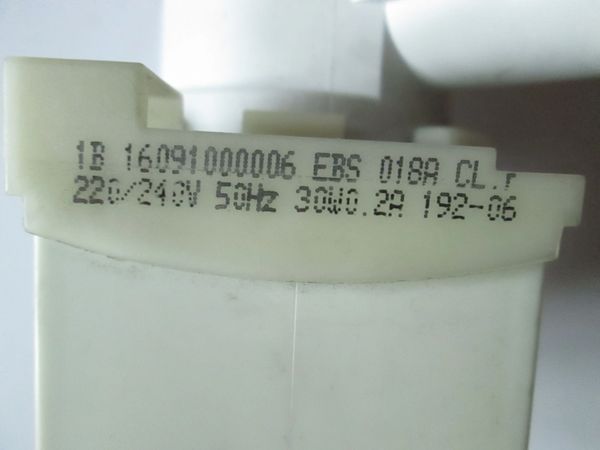 1B 16091000006 EBS 018A CL.r
220/240V 50Hz 30W0.2A 192-06